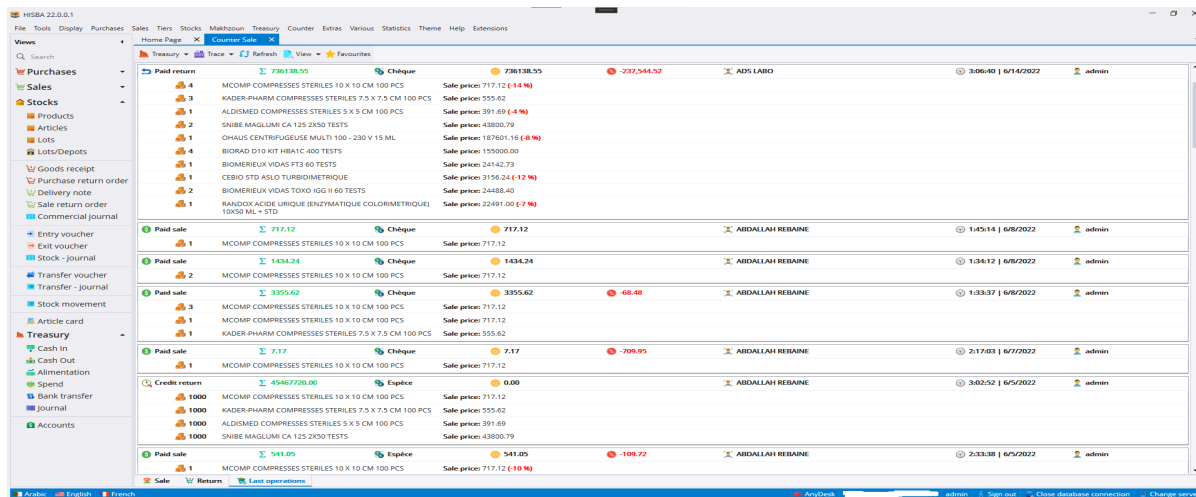 HISBA 22.0.0.1
File Tools Display Purchases Sales Tiers Stocks Makhzoun Treasury Counter Extras Various Statistics Theme Help Extensions
Views
Home Page X Counter Sale X
Search
Treasury Trace Refresh View Favourites
Purchases
Sales
Stocks
Products
Articles
Lots
Lots/Depots
Goods receipt
Purchase return order
Delivery note
Sale return order
Commercial journal
Entry voucher
Exit voucher
Stock - journal
Transfer voucher
Transfer - journal
Stock movement
Article card
Treasury
Cash In
Cash Out
Alimentation
Spend
Bank transfer
Journal
Accounts
Paid return Σ 736138.55 Chèque 736138.55 -237,544.52 ADS LABO 3:06:40 | 6/14/2022 admin
4 MCOMP COMPRESSES STERILES 10 X 10 CM 100 PCS Sale price: 717.12 (-14 %)
3 KADER-PHARM COMPRESSES STERILES 7.5 X 7.5 CM 100 PCS Sale price: 555.62
1 ALDISMED COMPRESSES STERILES 5 X 5 CM 100 PCS Sale price: 391.69 (-4 %)
2 SNIBE MAGLUMI CA 125 2X50 TESTS Sale price: 43800.79
1 OHAUS CENTRIFUGEUSE MULTI 100 - 230 V 15 ML Sale price: 187601.16 (-8 %)
4 BIORAD D10 KIT HBA1C 400 TESTS Sale price: 155000.00
1 BIOMERIEUX VIDAS FT3 60 TESTS Sale price: 24142.73
1 CEBIO STD ASLO TURBIDIMETRIQUE Sale price: 3156.24 (-12 %)
2 BIOMERIEUX VIDAS TOXO IGG II 60 TESTS Sale price: 24488.40
1 RANDOX ACIDE URIQUE (ENZYMATIQUE COLORIMETRIQUE) Sale price: 22491.00 (-7 %)
10X50 ML + STD
Paid sale Σ 717.12 Chèque 717.12 ABDALLAH REBAINE 1:45:14 | 6/8/2022 admin
1 MCOMP COMPRESSES STERILES 10 X 10 CM 100 PCS Sale price: 717.12
Paid sale Σ 1434.24 Chèque 1434.24 ABDALLAH REBAINE 1:34:12 | 6/8/2022 admin
2 MCOMP COMPRESSES STERILES 10 X 10 CM 100 PCS Sale price: 717.12
Paid sale Σ 3355.62 Chèque 3355.62 -68.48 ABDALLAH REBAINE 1:33:37 | 6/8/2022 admin
3 MCOMP COMPRESSES STERILES 10 X 10 CM 100 PCS Sale price: 717.12
1 MCOMP COMPRESSES STERILES 10 X 10 CM 100 PCS Sale price: 717.12
1 KADER-PHARM COMPRESSES STERILES 7.5 X 7.5 CM 100 PCS Sale price: 555.62
Paid sale Σ 7.17 Chèque 7.17 -709.95 ABDALLAH REBAINE 2:17:03 | 6/7/2022 admin
1 MCOMP COMPRESSES STERILES 10 X 10 CM 100 PCS Sale price: 717.12
Credit return Σ 45467720.00 Espèce 0.00 ABDALLAH REBAINE 3:02:52 | 6/5/2022 admin
1000 MCOMP COMPRESSES STERILES 10 X 10 CM 100 PCS Sale price: 717.12
1000 KADER-PHARM COMPRESSES STERILES 7.5 X 7.5 CM 100 PCS Sale price: 555.62
1000 ALDISMED COMPRESSES STERILES 5 X 5 CM 100 PCS Sale price: 391.69
1000 SNIBE MAGLUMI CA 125 2X50 TESTS Sale price: 43800.79
Paid sale Σ 541.05 Espèce 541.05 -109.72 ABDALLAH REBAINE 2:33:38 | 6/5/2022 admin
1 MCOMP COMPRESSES STERILES 10 X 10 CM 100 PCS Sale price: 717.12 (-10 %)
Sale Return Last operations
Arabic English French AnyDesk admin Sign out Close database connection Change serve